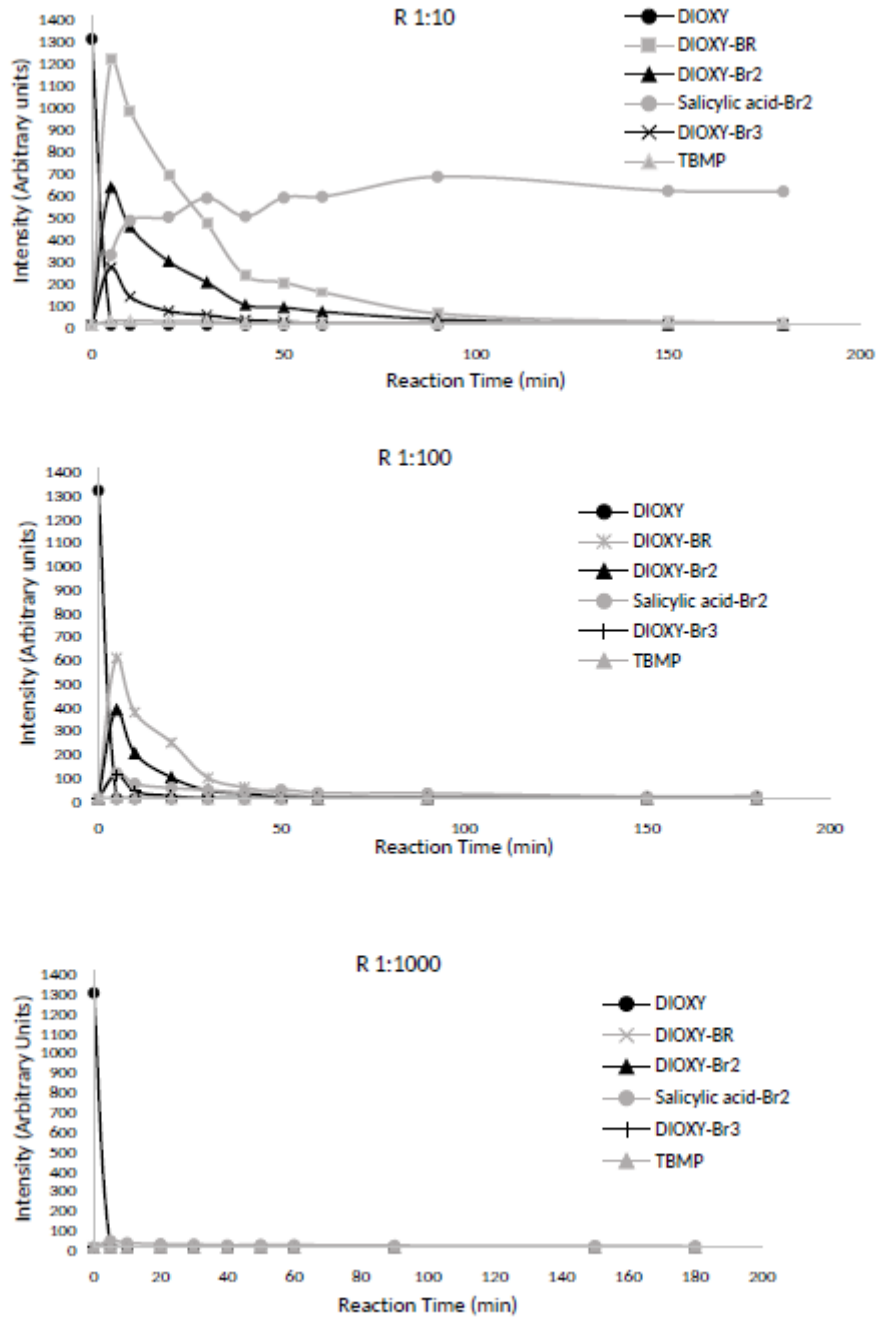 R 1:10
1400
1300
1200
1100
1000
900
800
700
600
500
400
300
200
100
0
Intensity (Arbitrary units)
DIOXY
DIOXY-BR
DIOXY-Br2
Salicylic acid-Br2
DIOXY-Br3
TBMP
0 50 100 150 200
Reaction Time (min)
R 1:100
1400
1300
1200
1100
1000
900
800
700
600
500
400
300
200
100
0
Intensity (Arbitrary units)
DIOXY
DIOXY-BR
DIOXY-Br2
Salicylic acid-Br2
DIOXY-Br3
TBMP
0 50 100 150 200
Reaction Time (min)
R 1:1000
1400
1300
1200
1100
1000
900
800
700
600
500
400
300
200
100
0
Intensity (Arbitrary Units)
DIOXY
DIOXY-BR
DIOXY-Br2
Salicylic acid-Br2
DIOXY-Br3
TBMP
0 20 40 60 80 100 120 140 160 180 200
Reaction Time (min)